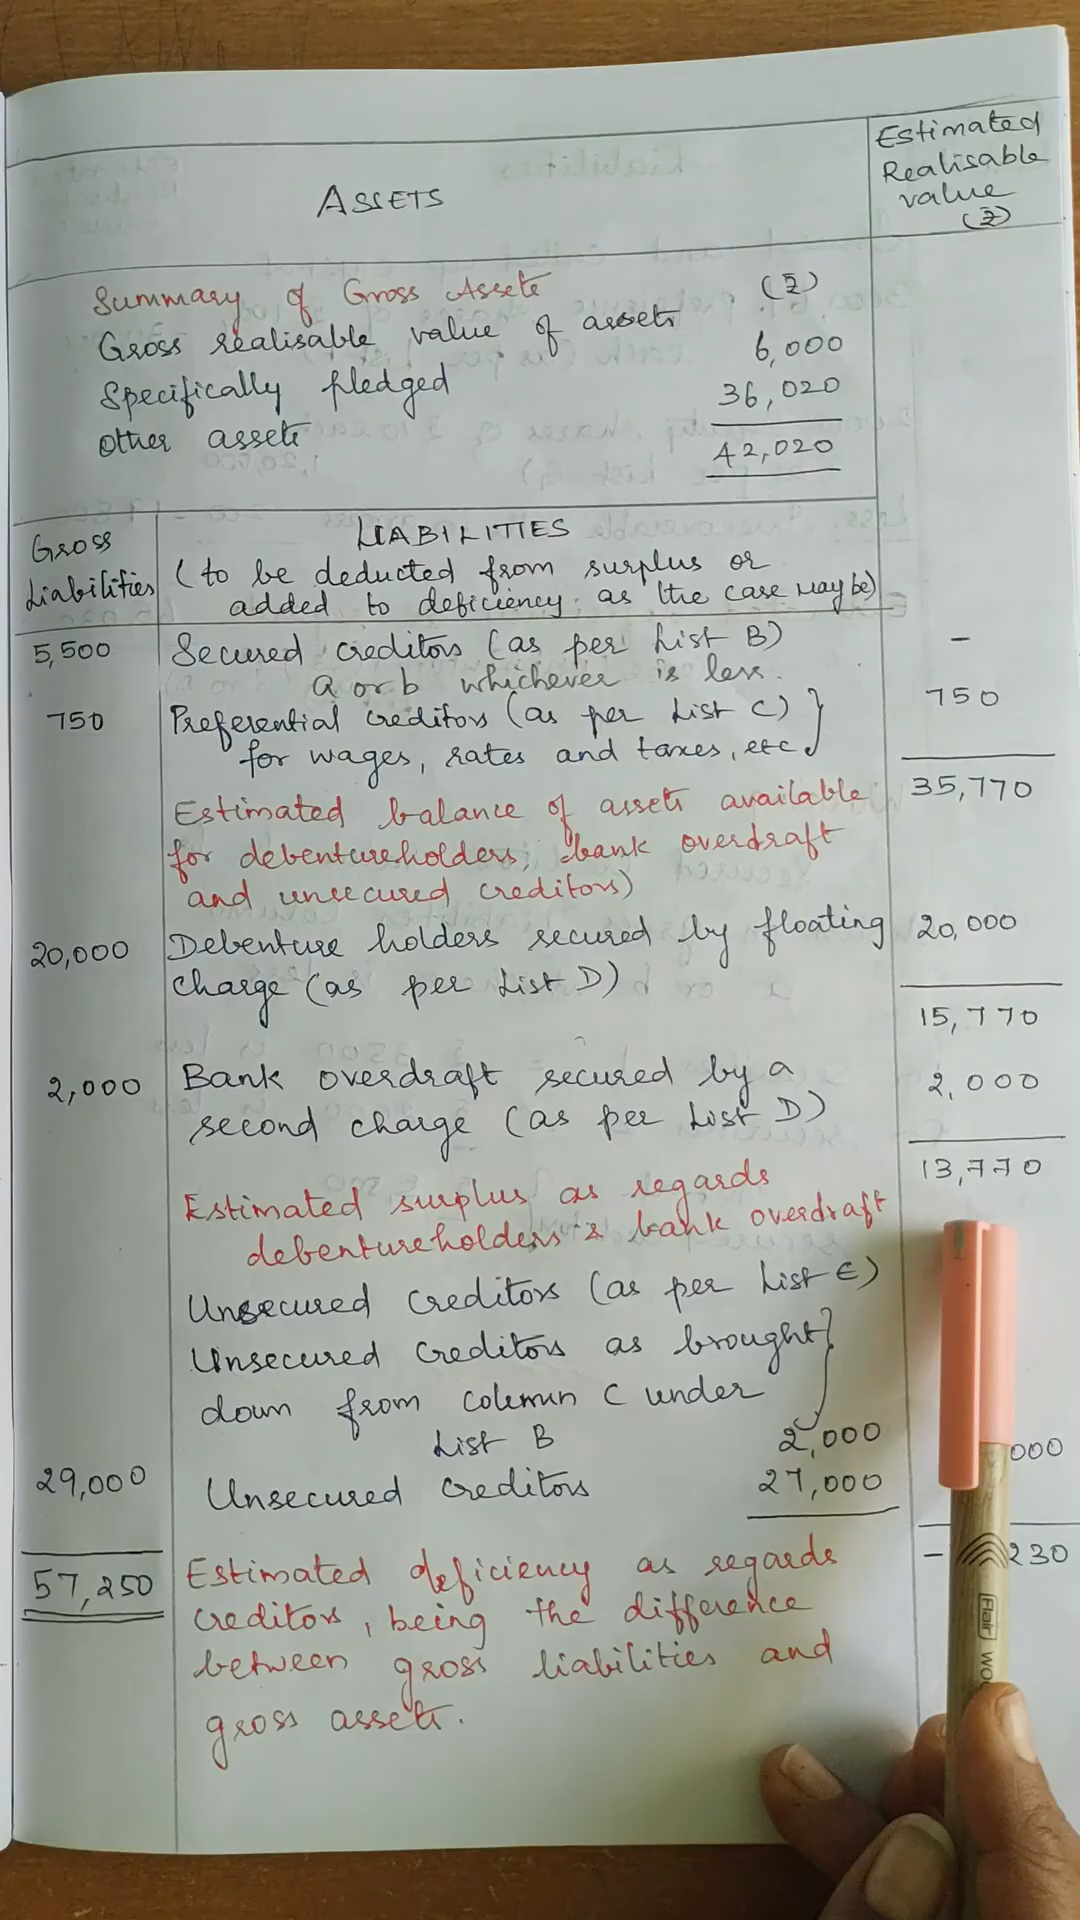 ASSETS
Estimated
Realisable
value
(₹)
Summary of Gross Assets (₹)
Gross realisable value of assets
Specifically pledged 6,000
Other assets 36,020
42,020
Gross
Liabilities
LIABILITIES
(to be deducted from surplus or
added to deficiency as the case may be)
5,500 Secured creditors (as per List B) -
a or b whichever is less.
750 Preferential creditors (as per List C) 750
for wages, rates and taxes, etc
Estimated balance of assets available 35,770
for debentureholders, bank overdraft
and unsecured creditors)
20,000 Debenture holders secured by floating 20,000
charge (as per List D)
15,770
2,000 Bank overdraft secured by a 2,000
second charge (as per List D)
13,770
Estimated surplus as regards
debentureholders & bank overdraft
Unsecured Creditors (as per List E)
Unsecured Creditors as brought
down from column C under
List B 2,000
29,000 Unsecured creditors 27,000
000
57,250 Estimated deficiency as regards - 230
creditors, being the difference
between gross liabilities and
gross assets.
Flair